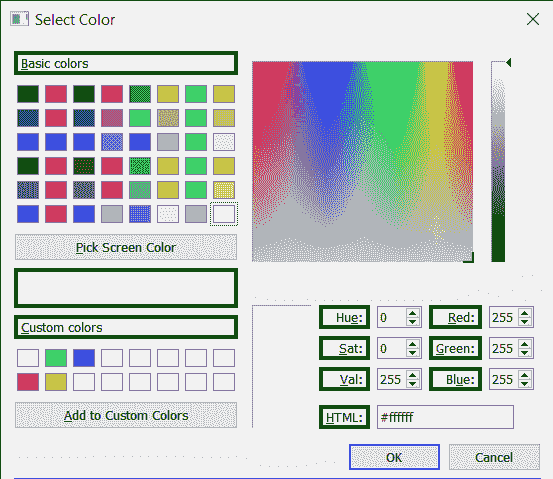 Select Color
Basic colors
Pick Screen Color
Custom colors
Add to Custom Colors
Hue: 0 Red: 255
Sat: 0 Green: 255
Val: 255 Blue: 255
HTML: #ffffff
OK Cancel